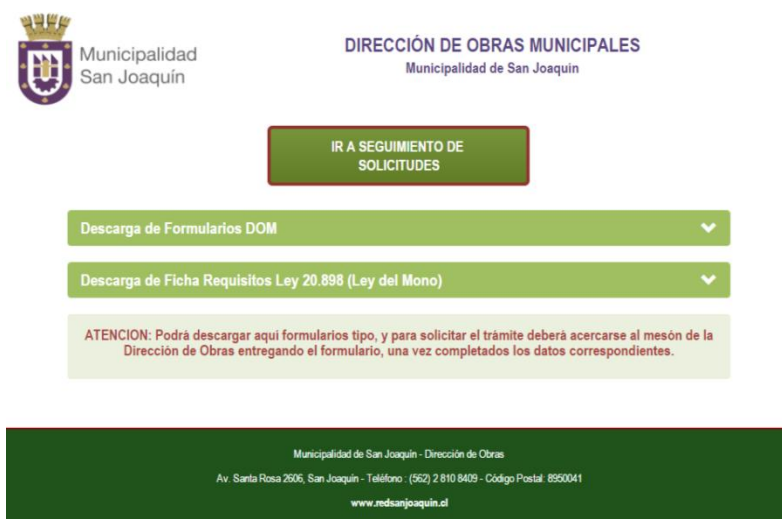 Municipalidad
San Joaquín
DIRECCIÓN DE OBRAS MUNICIPALES
Municipalidad de San Joaquin
IR A SEGUIMIENTO DE
SOLICITUDES
Descarga de Formularios DOM
Descarga de Ficha Requisitos Ley 20.898 (Ley del Mono)
ATENCION: Podrá descargar aquí formularios tipo, y para solicitar el trámite deberá acercarse al mesón de la
Dirección de Obras entregando el formulario, una vez completados los datos correspondientes.
Municipalidad de San Joaquín - Dirección de Obras
Av. Santa Rosa 2606, San Joaquín - Teléfono : (562) 2 810 8409 - Código Postal: 8950041
www.redsanjoaquin.cl